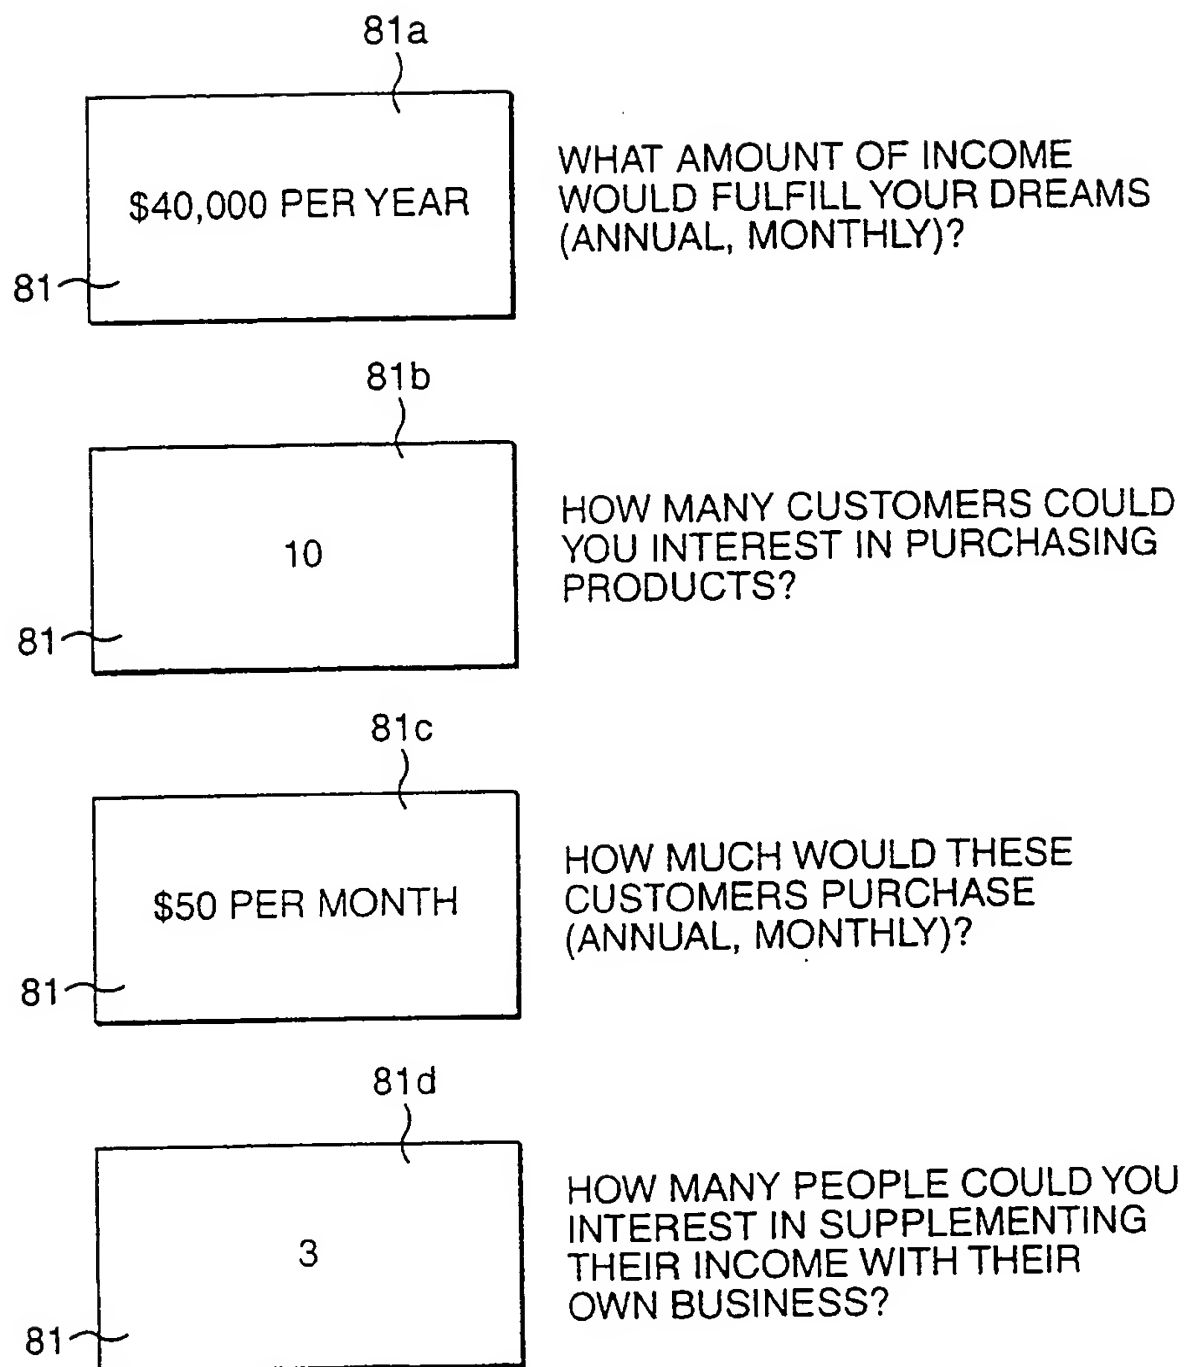 81a
$40,000 PER YEAR
81
WHAT AMOUNT OF INCOME
WOULD FULFILL YOUR DREAMS
(ANNUAL, MONTHLY)?
81b
10
81
HOW MANY CUSTOMERS COULD
YOU INTEREST IN PURCHASING
PRODUCTS?
81c
$50 PER MONTH
81
HOW MUCH WOULD THESE
CUSTOMERS PURCHASE
(ANNUAL, MONTHLY)?
81d
3
81
HOW MANY PEOPLE COULD YOU
INTEREST IN SUPPLEMENTING
THEIR INCOME WITH THEIR
OWN BUSINESS?